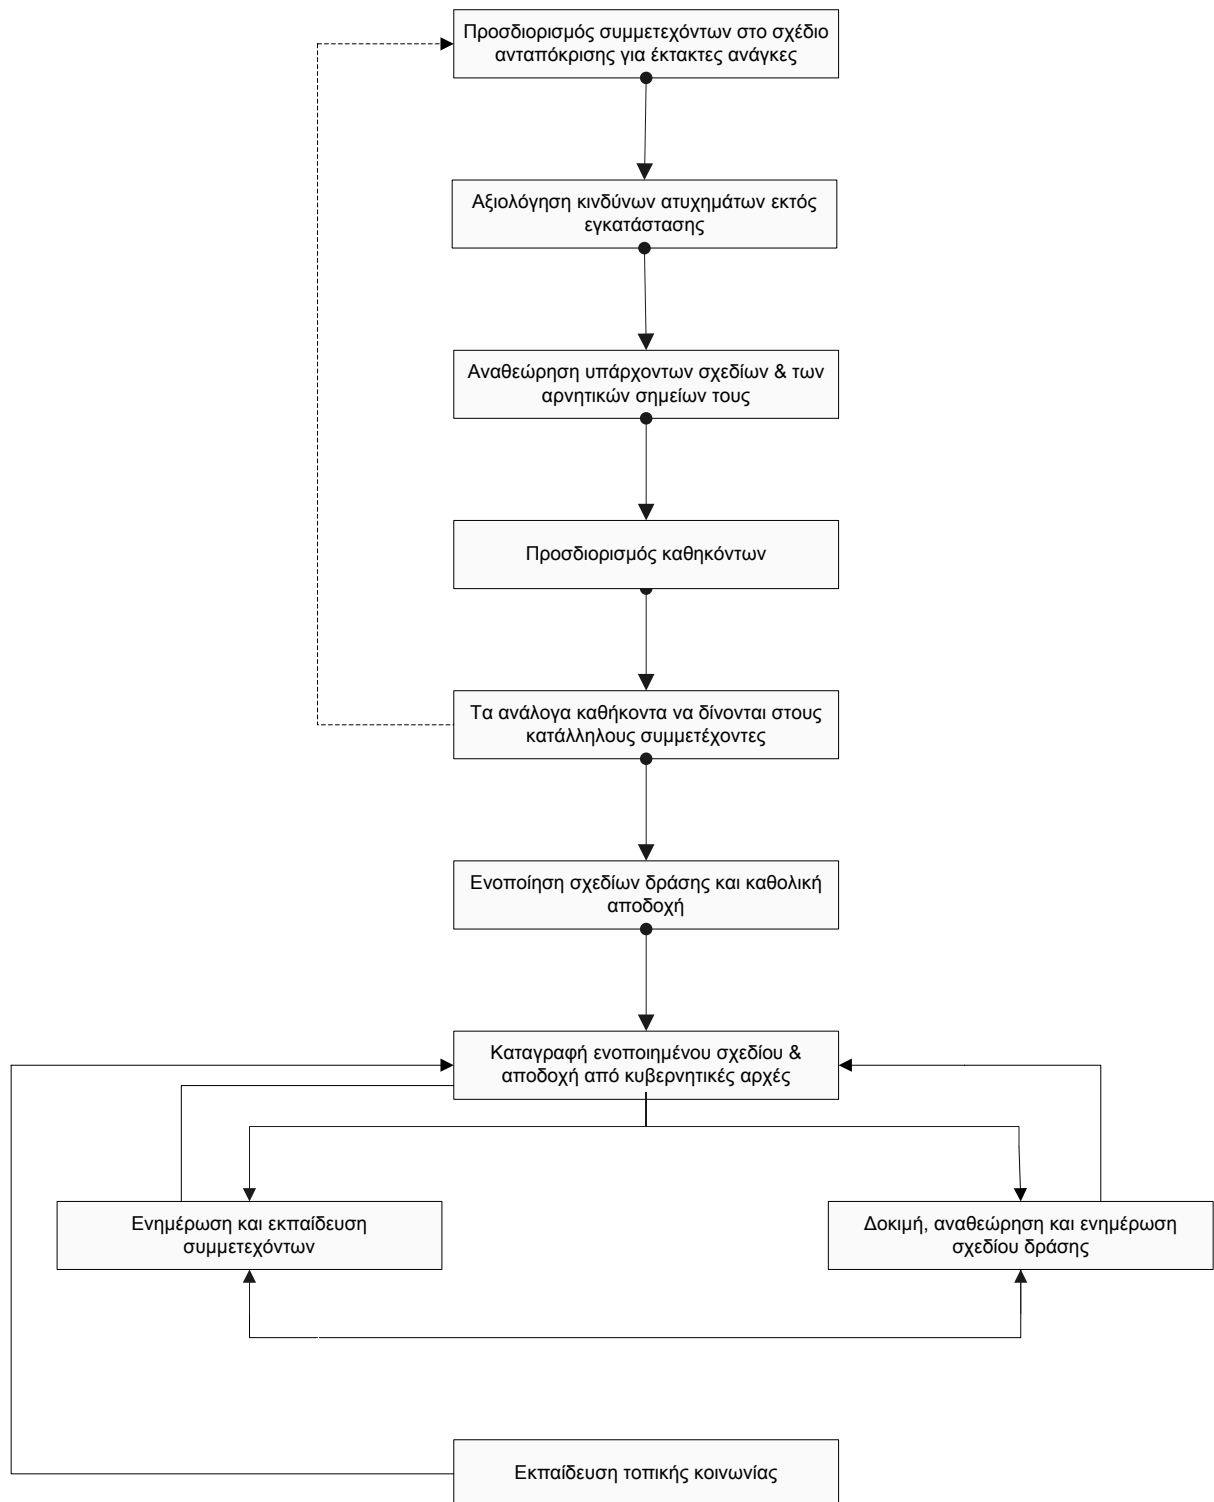 Προσδιορισμός συμμετεχόντων στο σχέδιο
ανταπόκρισης για έκτακτες ανάγκες
Αξιολόγηση κινδύνων ατυχημάτων εκτός
εγκατάστασης
Αναθεώρηση υπάρχοντων σχεδίων & των
αρνητικών σημείων τους
Προσδιορισμός καθηκόντων
Τα ανάλογα καθήκοντα να δίνονται στους
κατάλληλους συμμετέχοντες
Ενοποίηση σχεδίων δράσης και καθολική
αποδοχή
Καταγραφή ενοποιημένου σχεδίου &
αποδοχή από κυβερνητικές αρχές
Ενημέρωση και εκπαίδευση
συμμετεχόντων
Δοκιμή, αναθεώρηση και ενημέρωση
σχεδίου δράσης
Εκπαίδευση τοπικής κοινωνίας